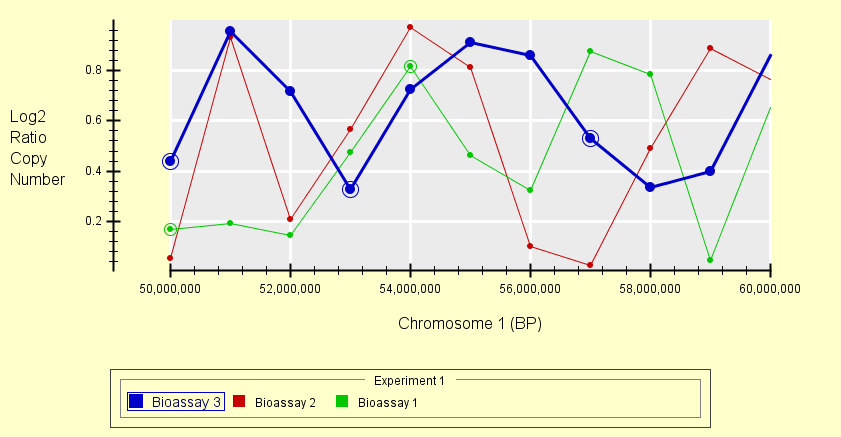 Log2
Ratio
Copy
Number
0.8
0.6
0.4
0.2
50,000,000 52,000,000 54,000,000 56,000,000 58,000,000 60,000,000
Chromosome 1 (BP)
Experiment 1
Bioassay 3 Bioassay 2 Bioassay 1